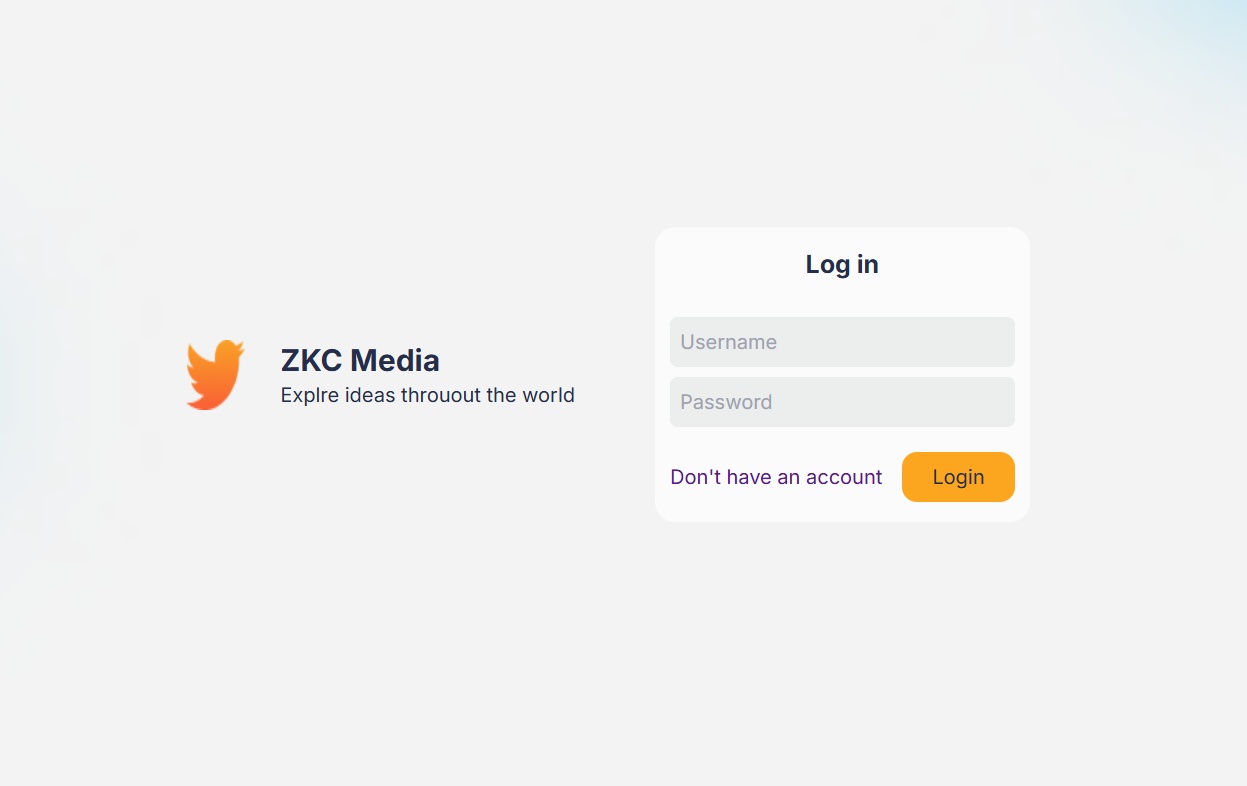 ZKC Media
Explre ideas throuout the world
Log in
Username
Password
Don't have an account
Login